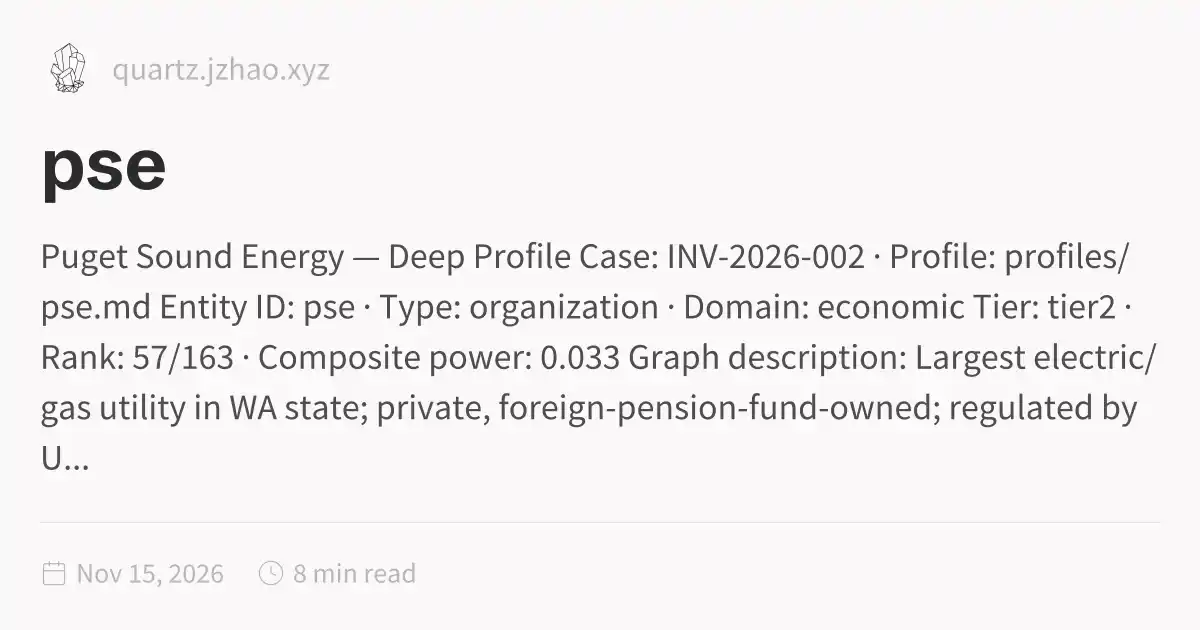 quartz.jzhao.xyz
pse
Puget Sound Energy — Deep Profile Case: INV-2026-002 · Profile: profiles/
pse.md Entity ID: pse · Type: organization · Domain: economic Tier: tier2 ·
Rank: 57/163 · Composite power: 0.033 Graph description: Largest electric/
gas utility in WA state; private, foreign-pension-fund-owned; regulated by
U...
Nov 15, 2026 8 min read